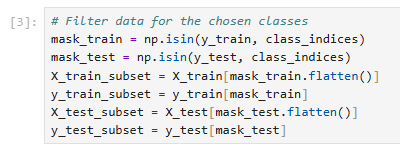 [3]:
# Filter data for the chosen classes
mask_train = np.isin(y_train, class_indices)
mask_test = np.isin(y_test, class_indices)
X_train_subset = X_train[mask_train.flatten()]
y_train_subset = y_train[mask_train]
X_test_subset = X_test[mask_test.flatten()]
y_test_subset = y_test[mask_test]